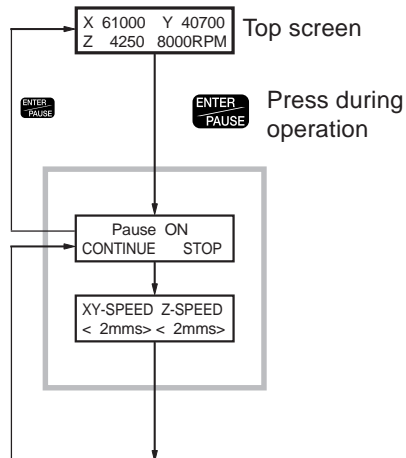 X 61000 Y 40700
Z 4250 8000RPM
Top screen
ENTER
PAUSE
ENTER
PAUSE
Press during
operation
Pause ON
CONTINUE STOP
XY-SPEED Z-SPEED
< 2mms> < 2mms>